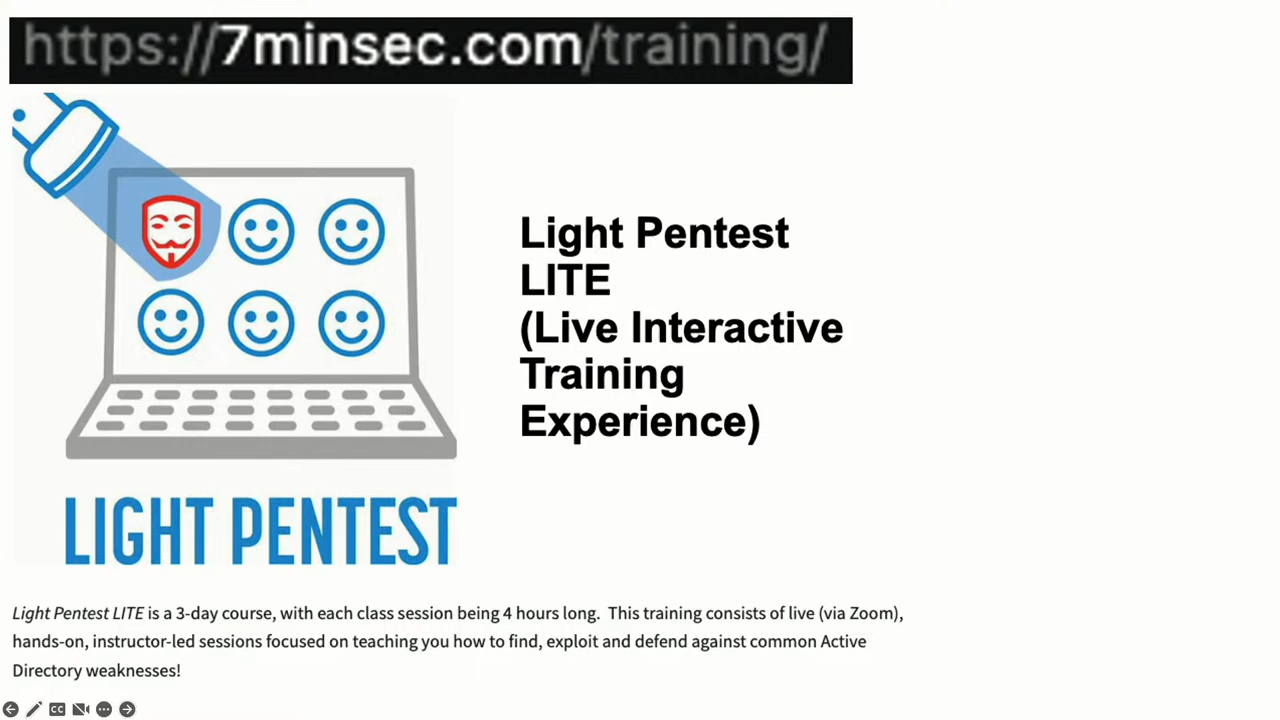 https://7minsec.com/training/
Light Pentest
LITE
(Live Interactive
Training
Experience)
LIGHT PENTEST
Light Pentest LITE is a 3-day course, with each class session being 4 hours long.  This training consists of live (via Zoom),
hands-on, instructor-led sessions focused on teaching you how to find, exploit and defend against common Active
Directory weaknesses!
CC